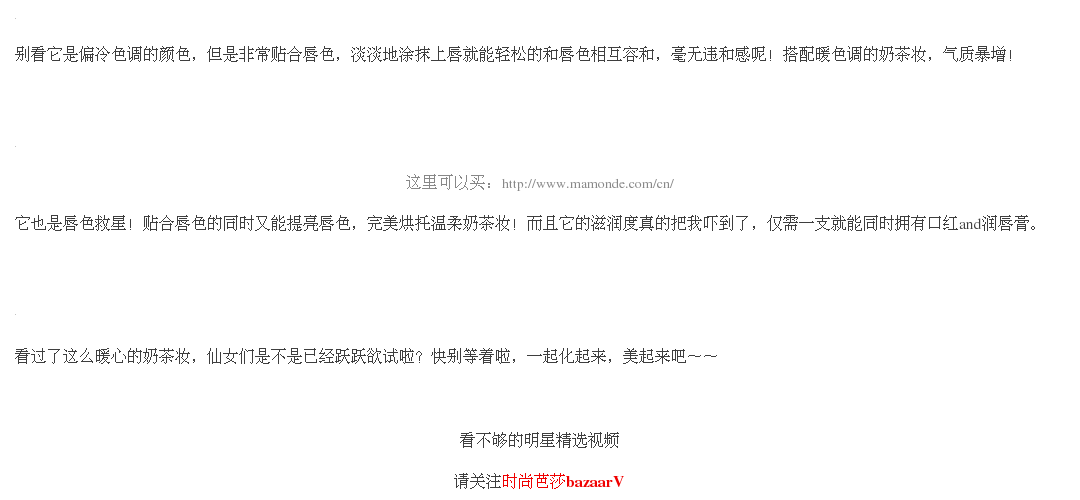 别看它是偏冷色调的颜色，但是非常贴合唇色，淡淡地涂抹上唇就能轻松的和唇色相互容和，毫无违和感呢！搭配暖色调的奶茶妆，气质暴增！
这里可以买：http://www.mamonde.com/cn/
它也是唇色救星！贴合唇色的同时又能提亮唇色，完美烘托温柔奶茶妆！而且它的滋润度真的把我吓到了，仅需一支就能同时拥有口红and润唇膏。
看过了这么暖心的奶茶妆，仙女们是不是已经跃跃欲试啦？快别等着啦，一起化起来，美起来吧～～
看不够的明星精选视频
请关注时尚芭莎bazaarV